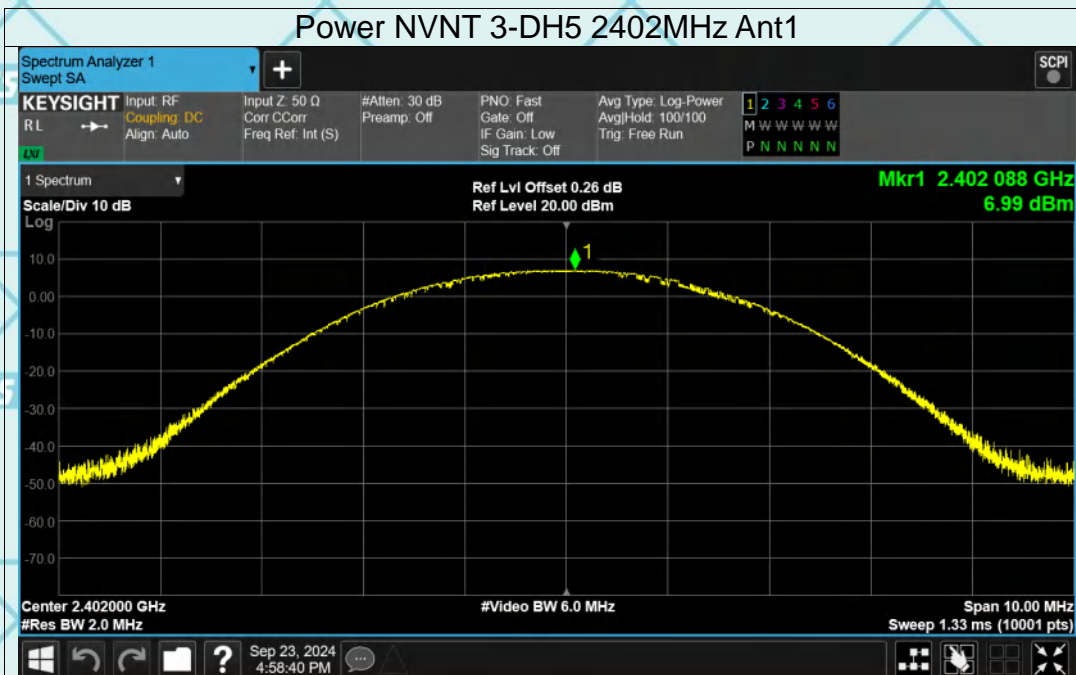 Power NVNT 3-DH5 2402MHz Ant1
Spectrum Analyzer 1
Swept SA
+
SCPI
KEYSIGHT
RL
LXI
Input: RF
Coupling: DC
Align: Auto
Input Z: 50 Ω
Corr CCorr
Freq Ref: Int (S)
#Atten: 30 dB
Preamp: Off
PNO: Fast
Gate: Off
IF Gain: Low
Sig Track: Off
Avg Type: Log-Power
Avg|Hold: 100/100
Trig: Free Run
1 2 3 4 5 6
M W W W W W
P N N N N N
1 Spectrum
Scale/Div 10 dB
Log
Ref Lvl Offset 0.26 dB
Ref Level 20.00 dBm
Mkr1 2.402 088 GHz
6.99 dBm
1
10.0
0.00
-10.0
-20.0
-30.0
-40.0
-50.0
-60.0
-70.0
Center 2.402000 GHz
#Res BW 2.0 MHz
#Video BW 6.0 MHz
Span 10.00 MHz
Sweep 1.33 ms (10001 pts)
?
Sep 23, 2024
4:58:40 PM